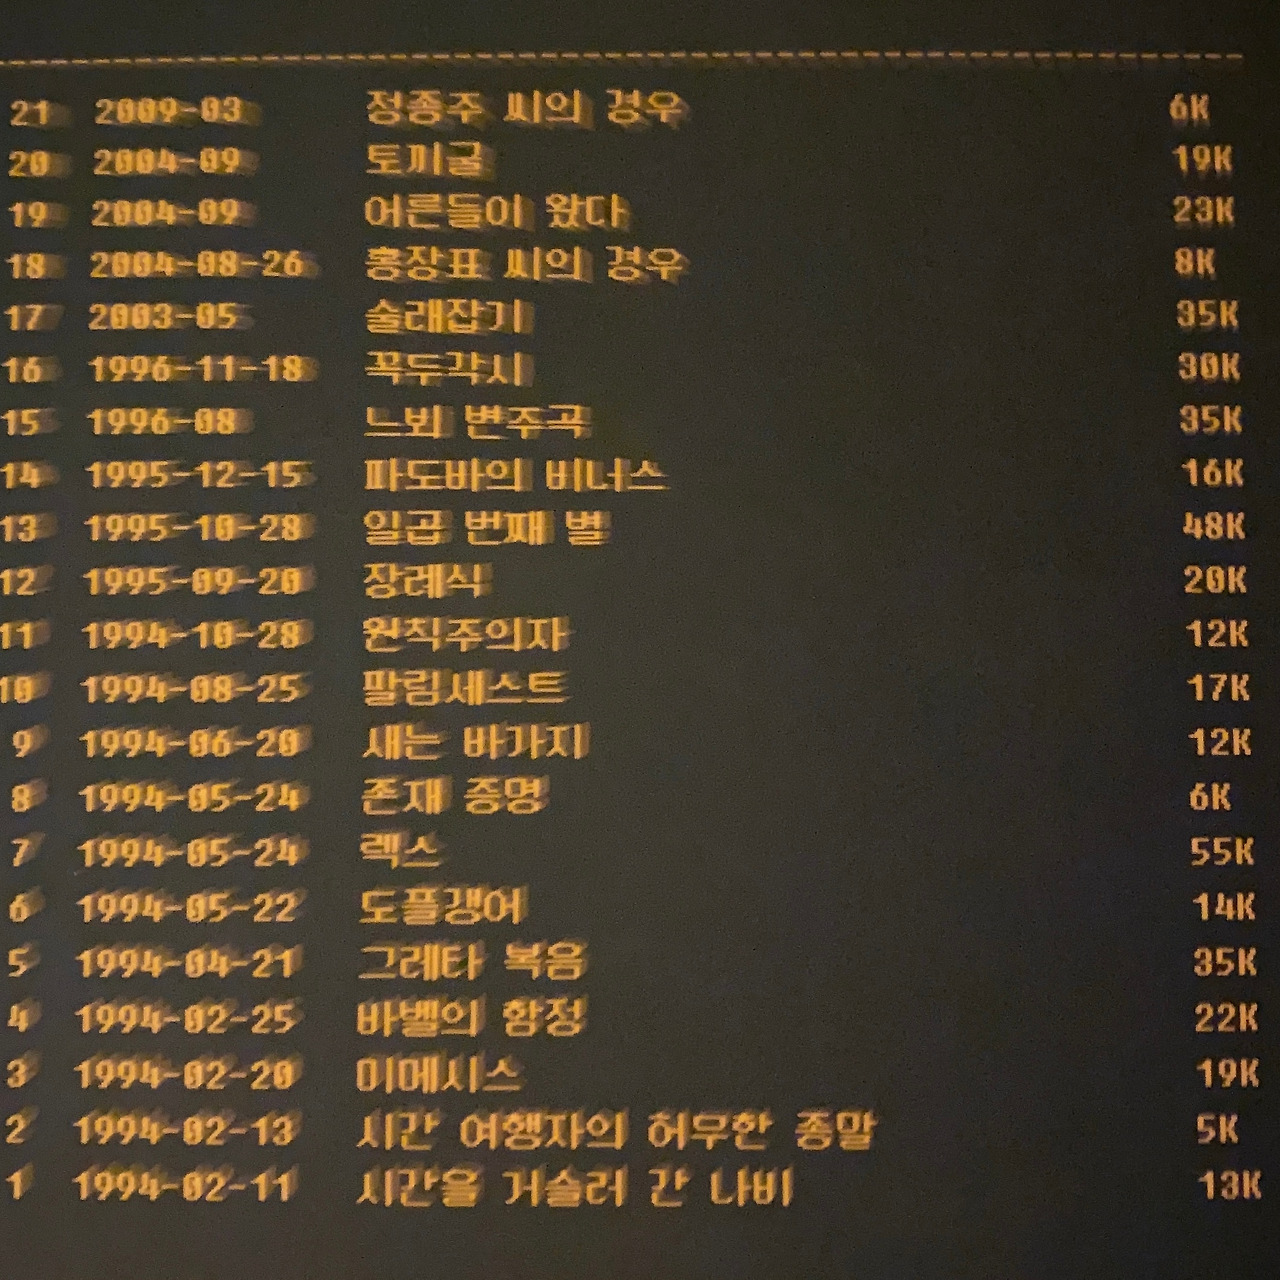 21 2009-03 정종주 씨의 경우 6K
20 2004-09 토끼굴 19K
19 2004-09 어른들이 왔다 23K
18 2004-08-26 홍장표 씨의 경우 8K
17 2003-05 술래잡기 35K
16 1996-11-18 꼭두각시 30K
15 1996-08 느뵈 변주곡 35K
14 1995-12-15 파도바의 비너스 16K
13 1995-10-28 일곱 번째 별 48K
12 1995-09-20 장례식 20K
11 1994-10-28 원칙주의자 12K
10 1994-08-25 팔림세스트 17K
9 1994-06-20 새는 바가지 12K
8 1994-05-24 존재 증명 6K
7 1994-05-24 렉스 55K
6 1994-05-22 도플갱어 14K
5 1994-04-21 그레타 복음 35K
4 1994-02-25 바벨의 함정 22K
3 1994-02-20 미메시스 19K
2 1994-02-13 시간 여행자의 허무한 종말 5K
1 1994-02-11 시간을 거슬러 간 나비 13K